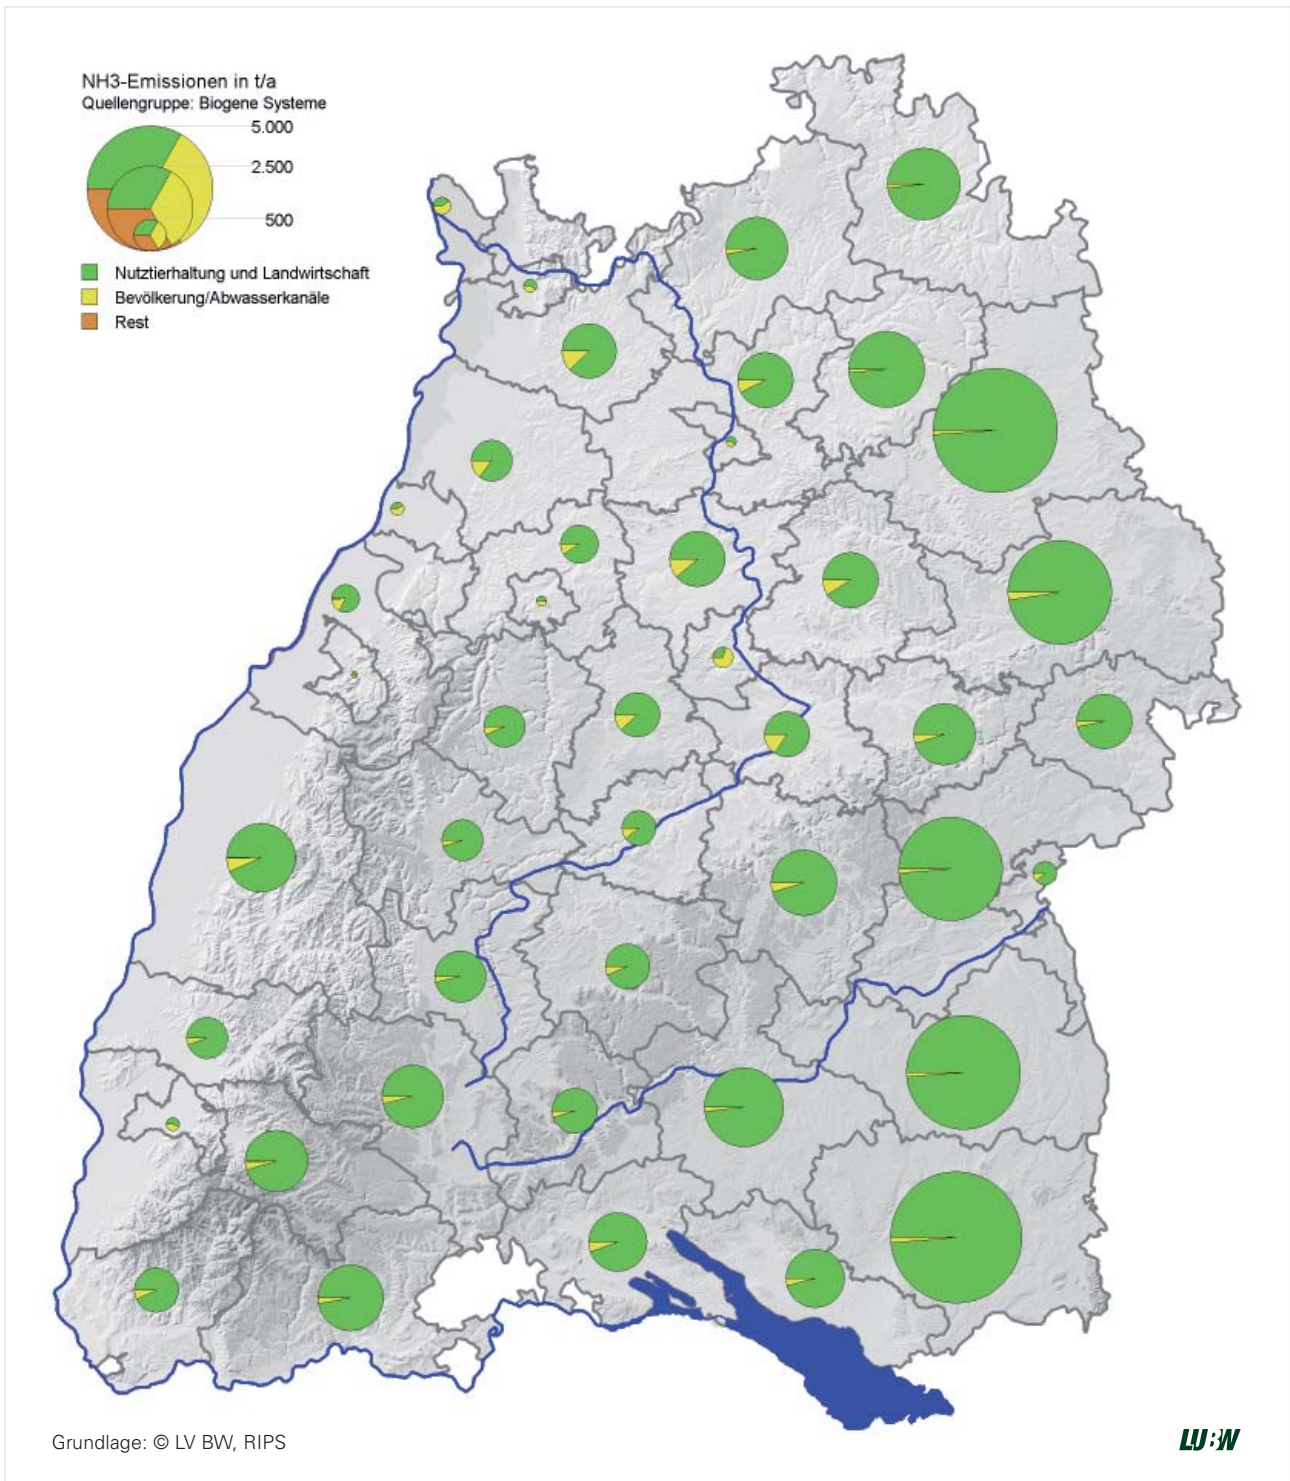 NH3-Emissionen in t/a
Quellengruppe: Biogene Systeme
5.000
2.500
500
Nutztierhaltung und Landwirtschaft
Bevölkerung/Abwasserkanäle
Rest
Grundlage: © LV BW, RIPS
LUBW